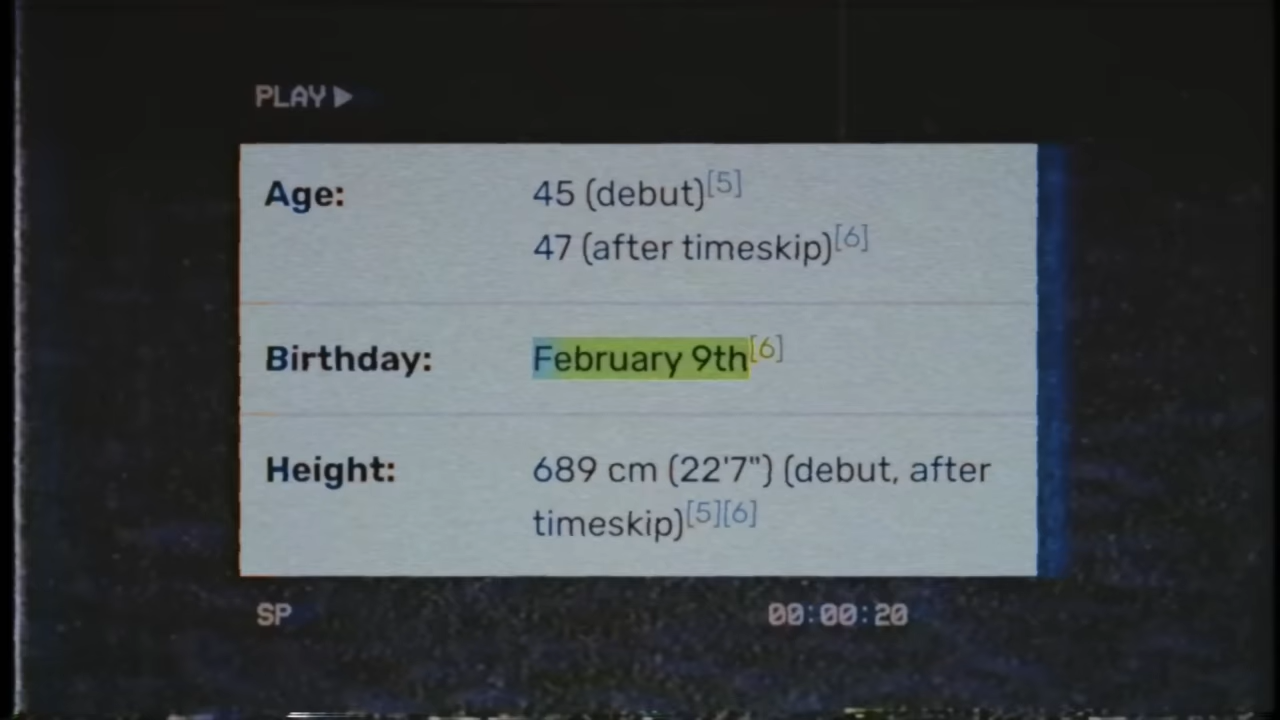 PLAY▶
Age: 45 (debut)[5]
47 (after timeskip)[6]
Birthday: February 9th[6]
Height: 689 cm (22'7") (debut, after
timeskip)[5][6]
SP 00:00:20